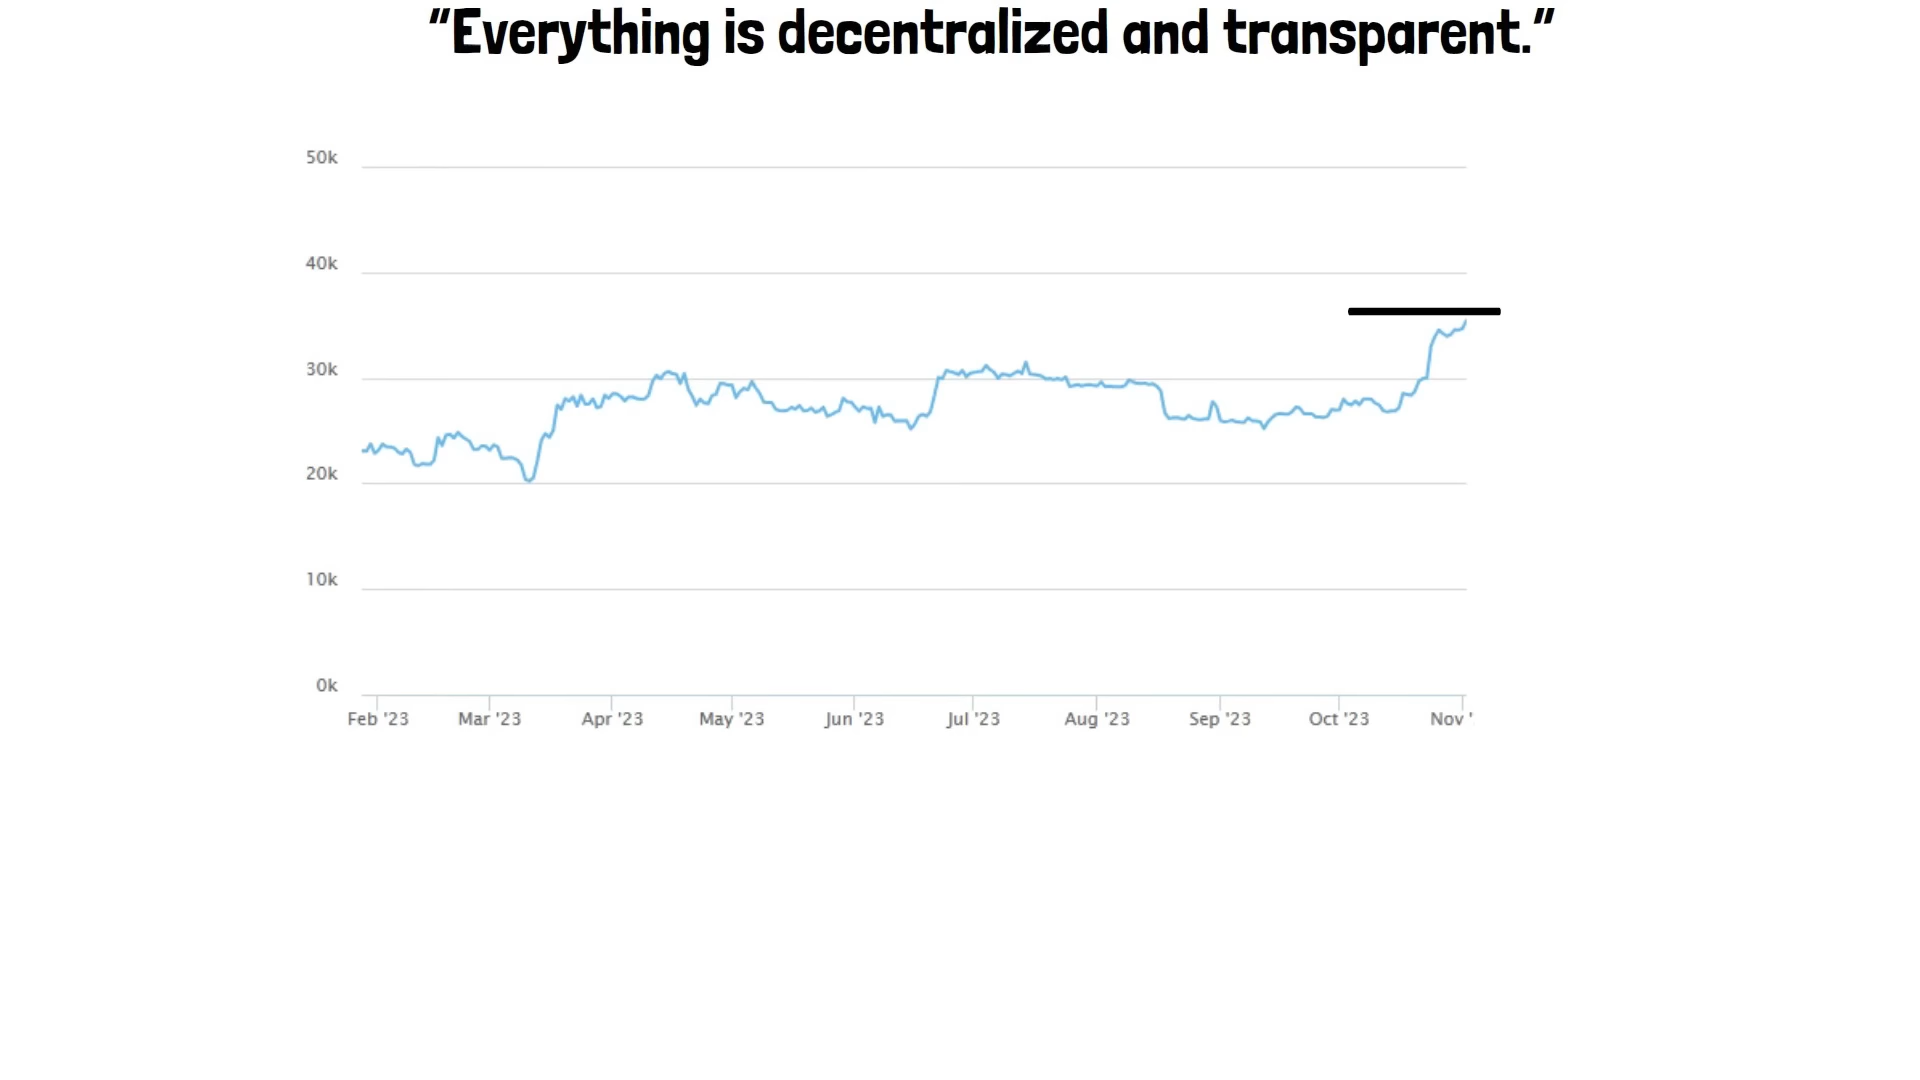 "Everything is decentralized and transparent."
50k
40k
30k
20k
10k
0k
Feb '23 Mar '23 Apr '23 May '23 Jun '23 Jul '23 Aug '23 Sep '23 Oct '23 Nov '